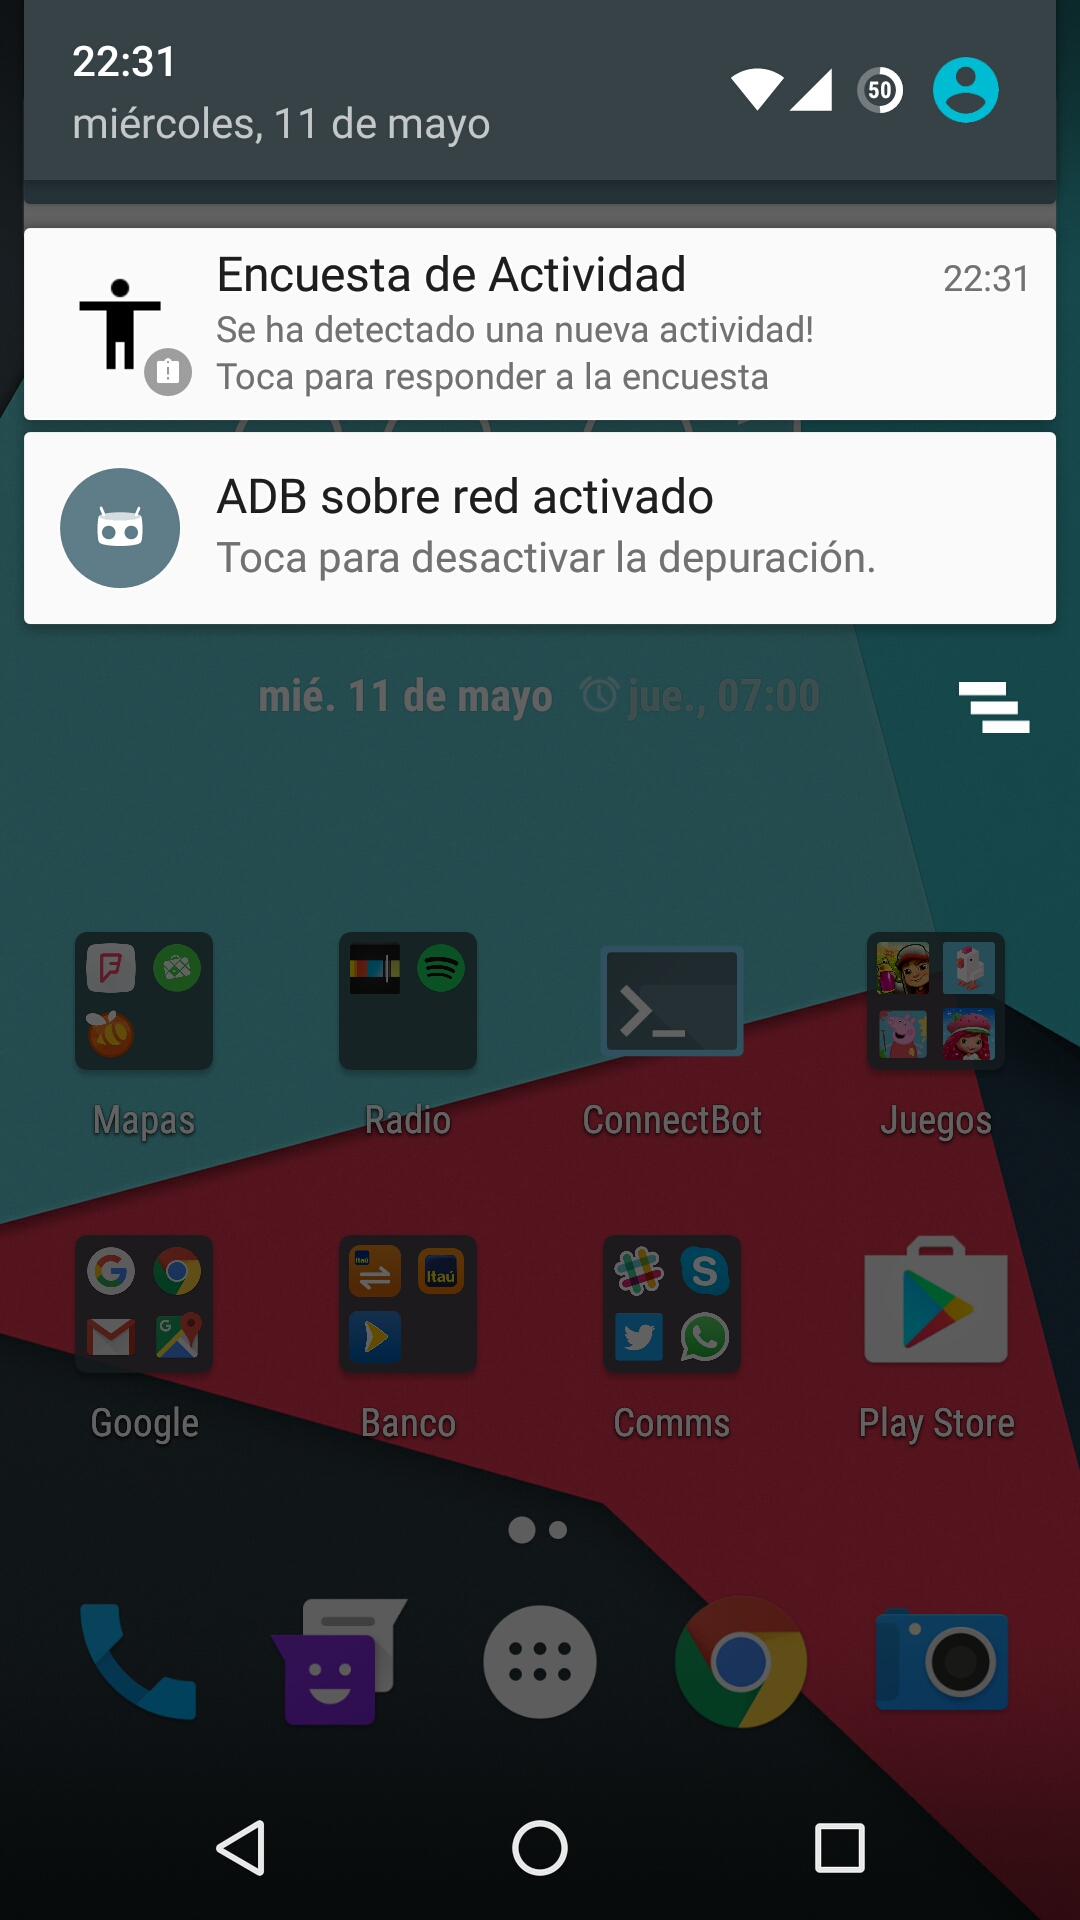 22:31
50
miércoles, 11 de mayo
Encuesta de Actividad
22:31
Se ha detectado una nueva actividad!
Toca para responder a la encuesta
ADB sobre red activado
Toca para desactivar la depuración.
mié. 11 de mayo jue., 07:00
Mapas
Radio
ConnectBot
Juegos
Itaú
Itaú
Google
Banco
Comms
Play Store